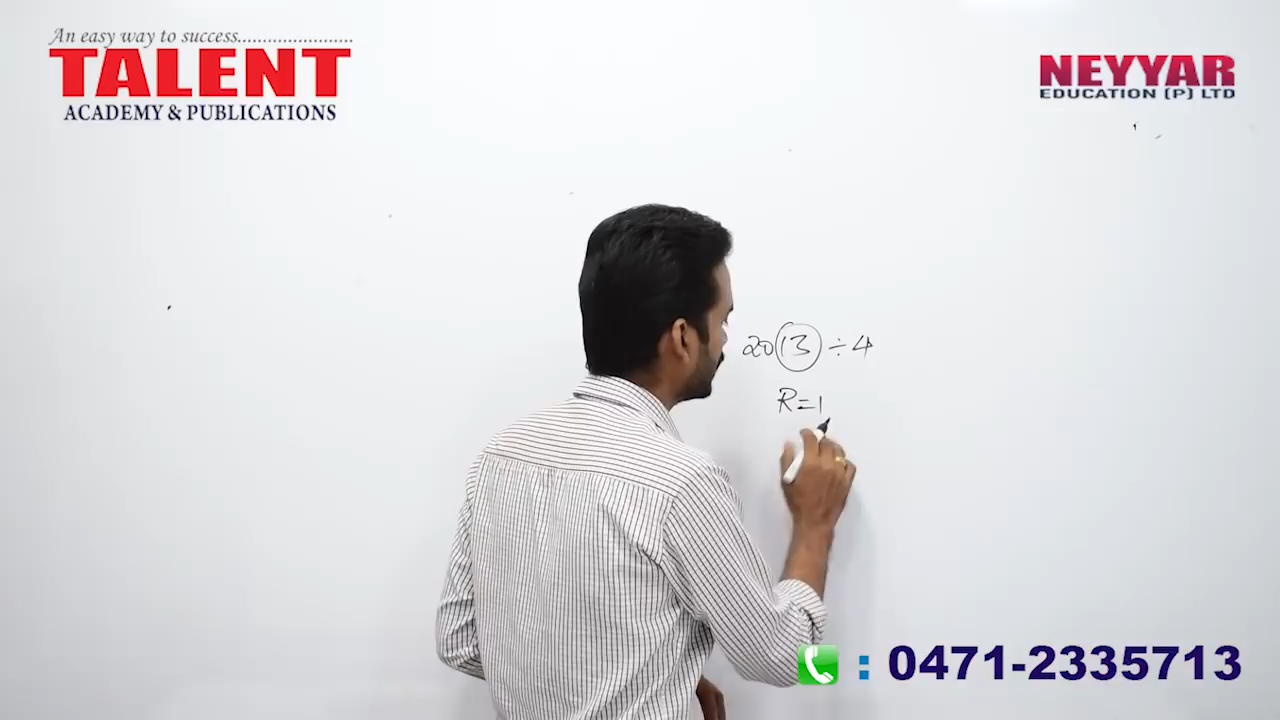 An easy way to success.......................
TALENT
ACADEMY & PUBLICATIONS
NEYYAR
EDUCATION (P) LTD
2013 ÷ 4
R=1
: 0471-2335713